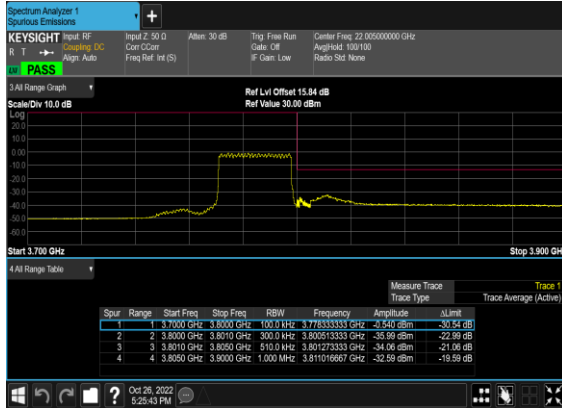 Spectrum Analyzer 1
Spurious Emissions
+
KEYSIGHT
R T
PASS
Input: RF
Coupling: DC
Align: Auto
Input Z: 50 Ω
Corr CCorr
Freq Ref: Int (S)
Atten: 30 dB
Trig: Free Run
Gate: Off
IF Gain: Low
Center Freq: 22.005000000 GHz
Avg|Hold: 100/100
Radio Std: None
3 All Range Graph
Scale/Div 10.0 dB
Ref Lvl Offset 15.84 dB
Ref Value 30.00 dBm
Log
20.0
10.0
0.00
-10.0
-20.0
-30.0
-40.0
-50.0
-60.0
Start 3.700 GHz
Stop 3.900 GH
4 All Range Table
Measure Trace Trace 1
Trace Type Trace Average (Active)
Spur Range Start Freq Stop Freq RBW Frequency Amplitude ΔLimit
1 1 3.7000 GHz 3.8000 GHz 100.0 kHz 3.778333333 GHz -0.540 dBm -30.54 dB
2 2 3.8000 GHz 3.8010 GHz 300.0 kHz 3.800513333 GHz -35.99 dBm -22.99 dB
3 3 3.8010 GHz 3.8050 GHz 510.0 kHz 3.801273333 GHz -34.06 dBm -21.06 dB
4 4 3.8050 GHz 3.9000 GHz 1.000 MHz 3.811016667 GHz -32.59 dBm -19.59 dB
?
Oct 26, 2022
5:25:43 PM